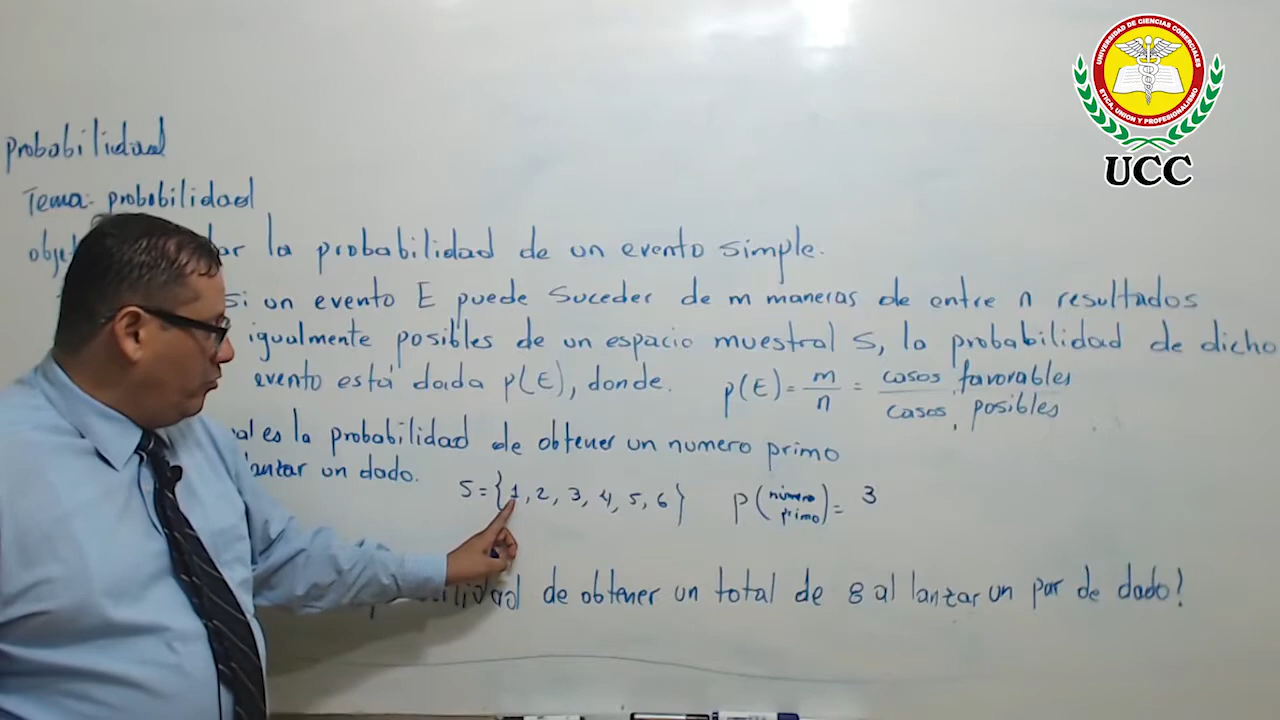 probabilidad
Tema: probabilidad
la probabilidad de un evento simple.
si un evento E puede suceder de m maneras de entre n resultados
igualmente posibles de un espacio muestral S, la probabilidad de dicho
evento está dada p(E), donde. p(E) = m/n = casos favorables / casos posibles
es la probabilidad de obtener un numero primo
lanzar un dado.
S = {1, 2, 3, 4, 5, 6} P(número primo) = 3
de obtener un total de 8 al lanzar un par de dado!
UNIVERSIDAD DE CIENCIAS COMERCIALES
ETICA, UNION Y PROFESIONALISMO
UCC